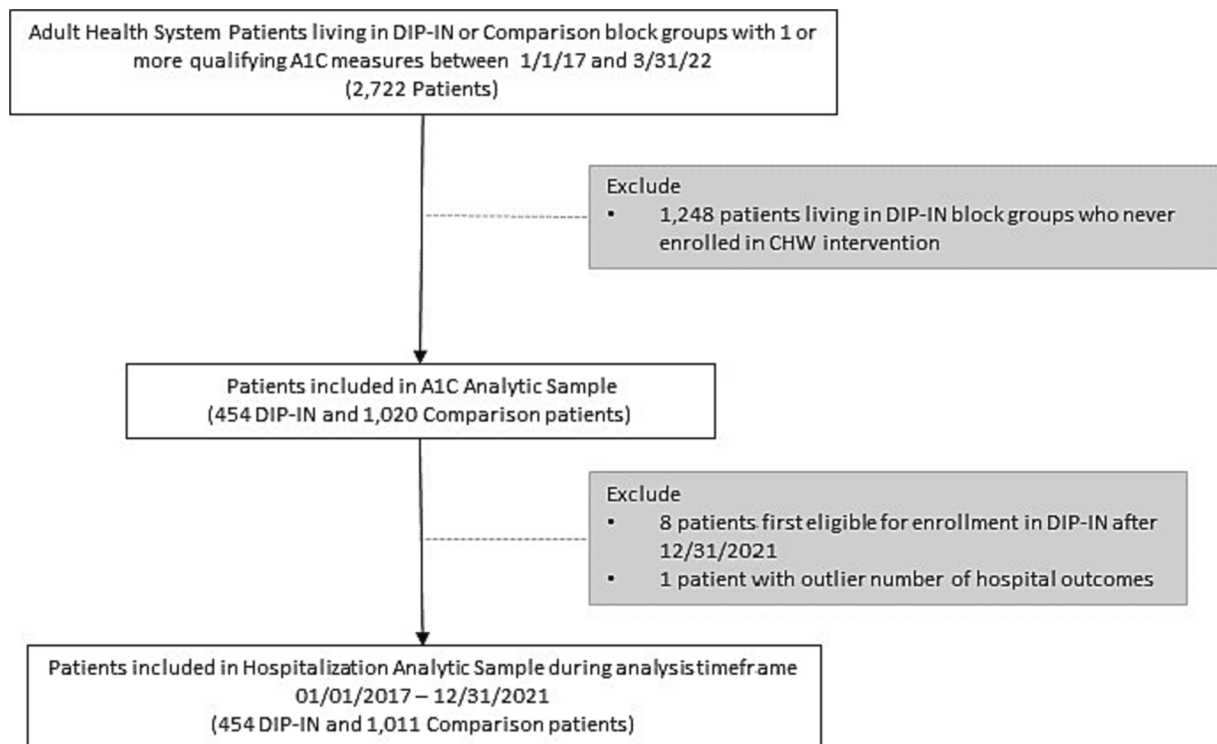 Adult Health System Patients living in DIP-IN or Comparison block groups with 1 or
more qualifying A1C measures between 1/1/17 and 3/31/22
(2,722 Patients)
Exclude
• 1,248 patients living in DIP-IN block groups who never
enrolled in CHW intervention
Patients included in A1C Analytic Sample
(454 DIP-IN and 1,020 Comparison patients)
Exclude
• 8 patients first eligible for enrollment in DIP-IN after
12/31/2021
• 1 patient with outlier number of hospital outcomes
Patients included in Hospitalization Analytic Sample during analysis timeframe
01/01/2017 – 12/31/2021
(454 DIP-IN and 1,011 Comparison patients)